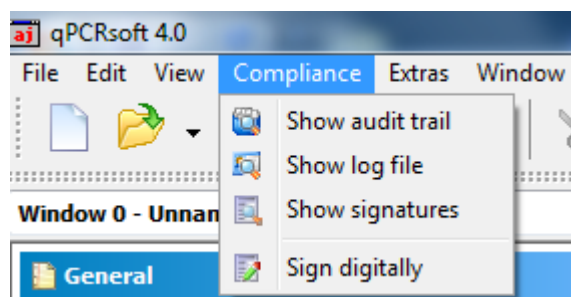 aj qPCRsoft 4.0
File Edit View Compliance Extras Window
Show audit trail
Show log file
Window 0 - Unnan
Show signatures
General
Sign digitally